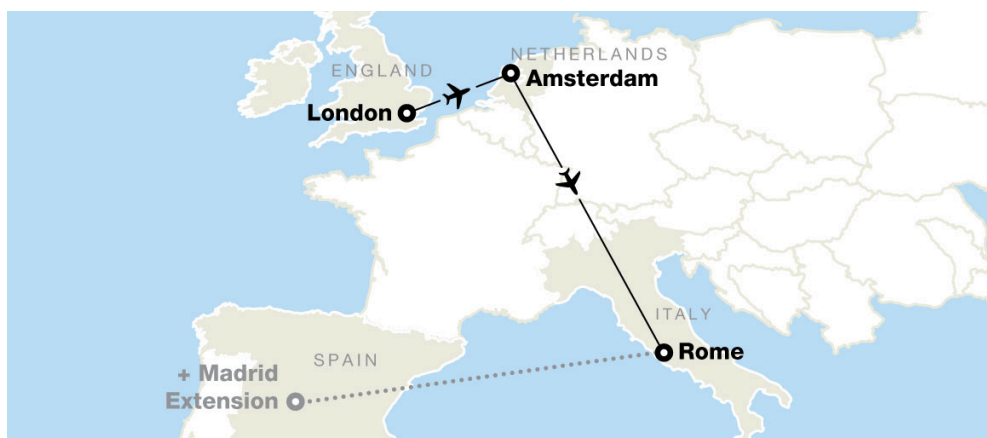 NETHERLANDS
ENGLAND
Amsterdam
London
ITALY
Rome
SPAIN
+ Madrid
Extension